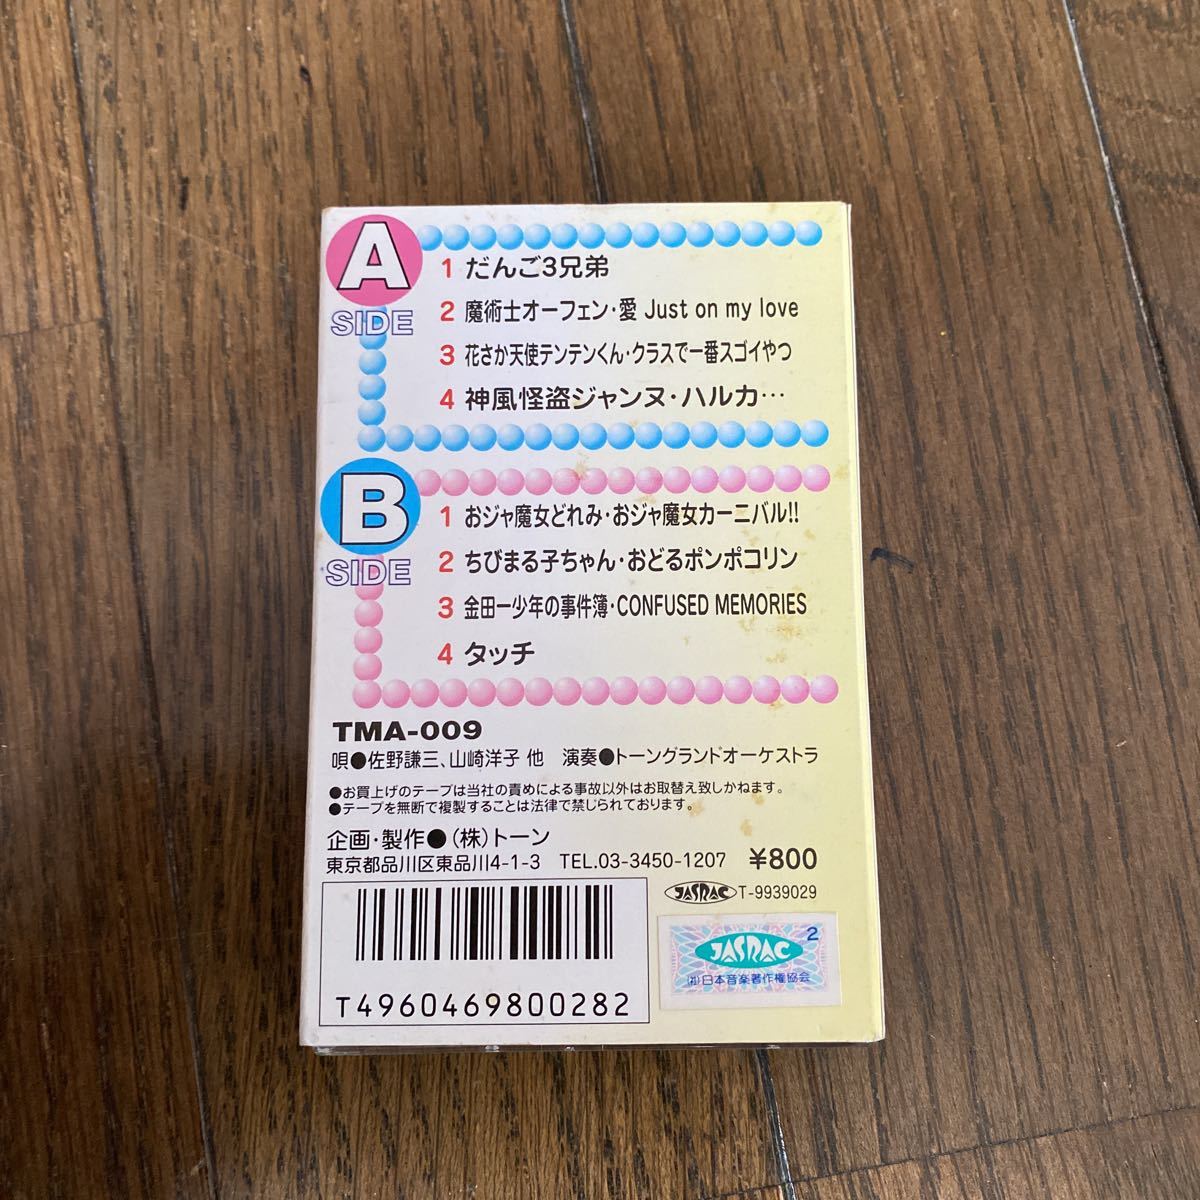 A
SIDE
1 だんご3兄弟
2 魔術士オーフェン・愛 Just on my love
3 花さか天使テンテンくん・クラスで一番スゴイやつ
4 神風怪盗ジャンヌ・ハルカ…
B
SIDE
1 おジャ魔女どれみ・おジャ魔女カーニバル!!
2 ちびまる子ちゃん・おどるポンポコリン
3 金田一少年の事件簿・CONFUSED MEMORIES
4 タッチ
TMA-009
唄●佐野謙三、山崎洋子 他 演奏●トーングランドオーケストラ
●お買上げのテープは当社の責めによる事故以外はお取替え致しかねます。
●テープを無断で複製することは法律で禁じられております。
企画・製作●(株)トーン
東京都品川区東品川4-1-3 TEL.03-3450-1207 ¥800
JASRAC T-9939029
T4960469800282
JASRAC 2
(社)日本音楽著作権協会